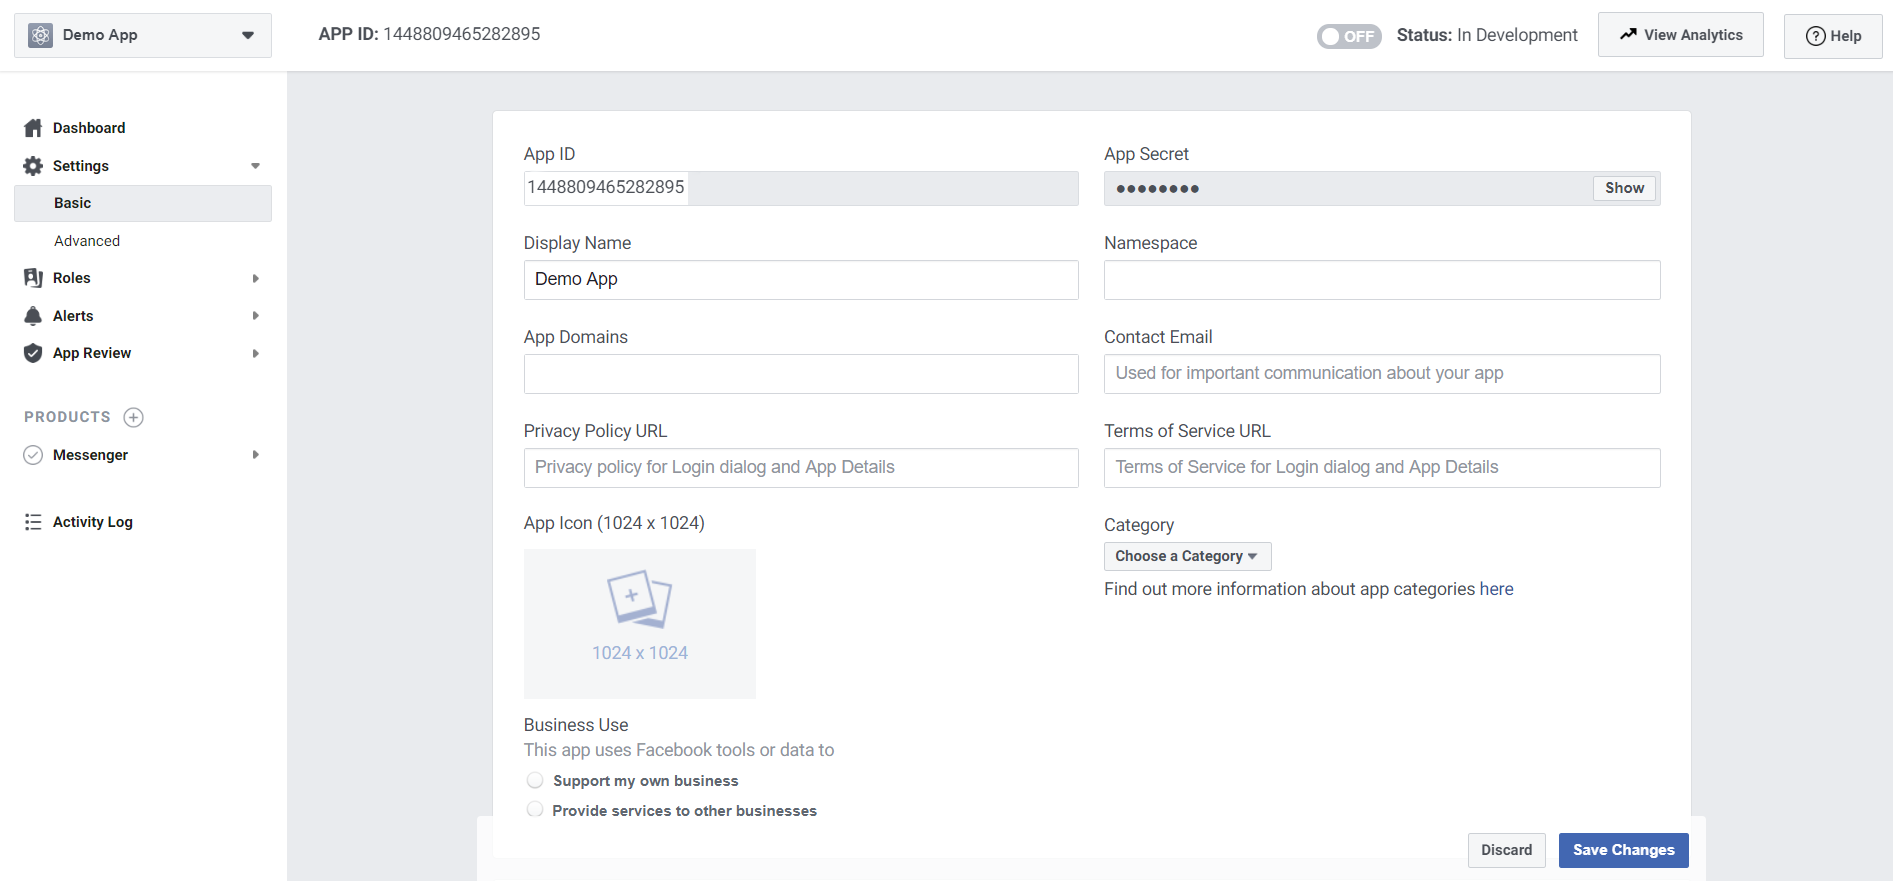 Demo App
APP ID: 1448809465282895
OFF
Status: In Development
View Analytics
? Help
Dashboard
Settings
Basic
Advanced
Roles
Alerts
App Review
PRODUCTS
Messenger
Activity Log
App ID
1448809465282895
App Secret
●●●●●●●●
Show
Display Name
Demo App
Namespace
App Domains
Contact Email
Used for important communication about your app
Privacy Policy URL
Privacy policy for Login dialog and App Details
Terms of Service URL
Terms of Service for Login dialog and App Details
App Icon (1024 x 1024)
1024 x 1024
Category
Choose a Category
Find out more information about app categories here
Business Use
This app uses Facebook tools or data to
Support my own business
Provide services to other businesses
Discard
Save Changes